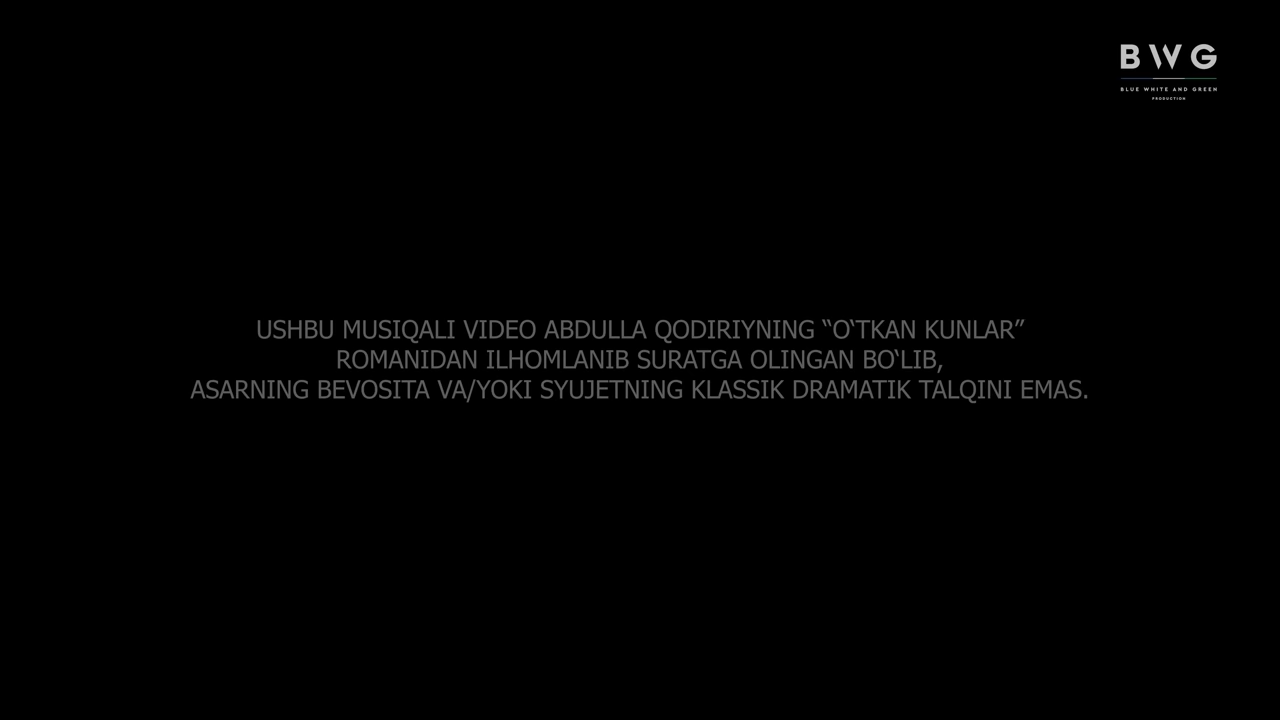 BWG
BLUE WHITE AND GREEN
PRODUCTION
USHBU MUSIQALI VIDEO ABDULLA QODIRIYNING “O‘TKAN KUNLAR”
ROMANIDAN ILHOMLANIB SURATGA OLINGAN BO‘LIB,
ASARNING BEVOSITA VA/YOKI SYUJETNING KLASSIK DRAMATIK TALQINI EMAS.